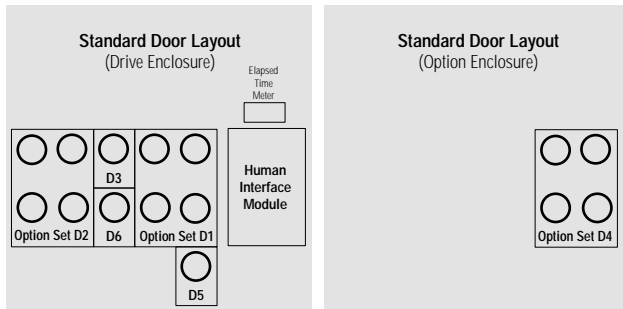 Standard Door Layout
(Drive Enclosure)
Elapsed
Time
Meter
D3
Human
Interface
Module
Option Set D2
D6
Option Set D1
D5
Standard Door Layout
(Option Enclosure)
Option Set D4